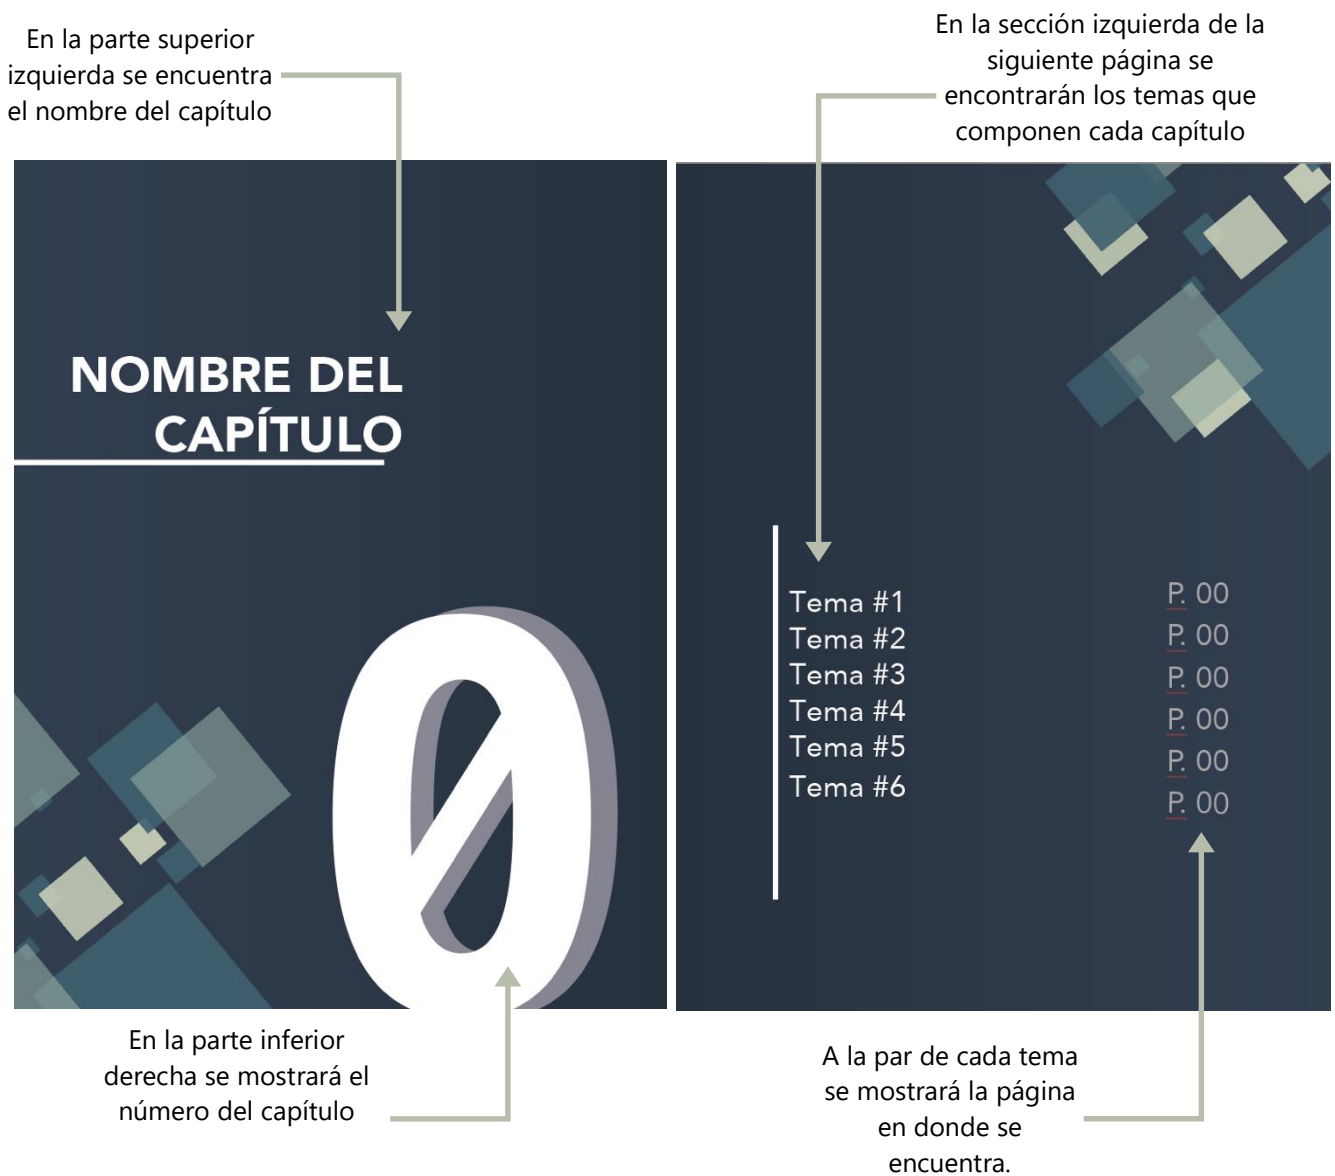 En la parte superior
izquierda se encuentra
el nombre del capítulo
En la sección izquierda de la
siguiente página se
encontrarán los temas que
componen cada capítulo
NOMBRE DEL
CAPÍTULO
0
Tema #1
Tema #2
Tema #3
Tema #4
Tema #5
Tema #6
P. 00
P. 00
P. 00
P. 00
P. 00
P. 00
En la parte inferior
derecha se mostrará el
número del capítulo
A la par de cada tema
se mostrará la página
en donde se
encuentra.